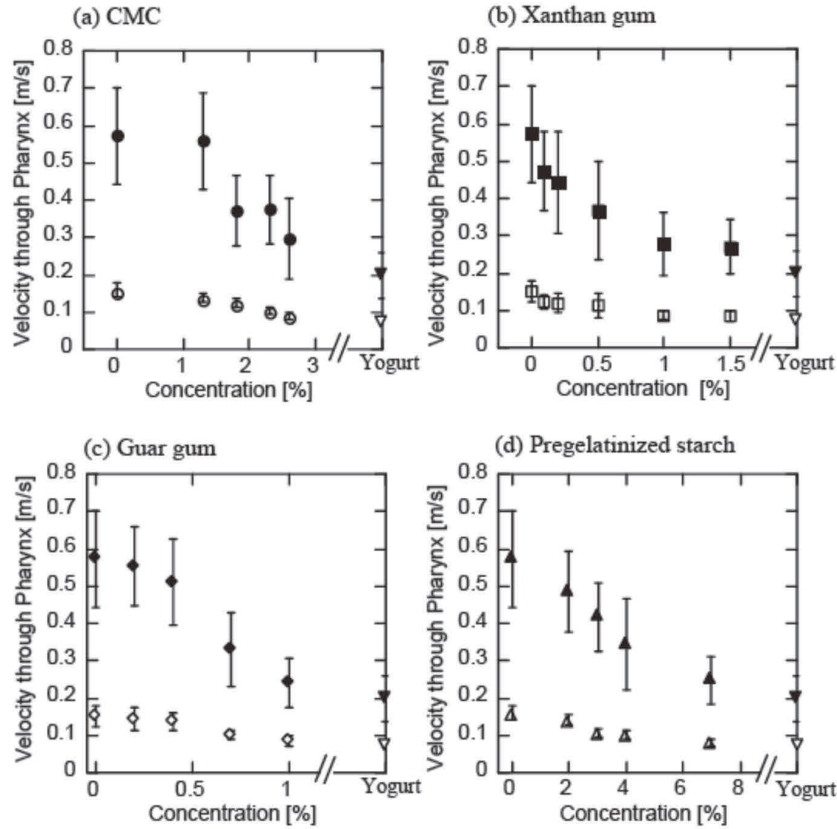 (a) CMC
Velocity through Pharynx [m/s]
0.8
0.7
0.6
0.5
0.4
0.3
0.2
0.1
0
0 1 2 3 Yogurt
Concentration [%]
(b) Xanthan gum
Velocity through Pharynx [m/s]
0.8
0.7
0.6
0.5
0.4
0.3
0.2
0.1
0
0 0.5 1 1.5 Yogurt
Concentration [%]
(c) Guar gum
Velocity through Pharynx [m/s]
0.8
0.7
0.6
0.5
0.4
0.3
0.2
0.1
0
0 0.5 1 Yogurt
Concentration [%]
(d) Pregelatinized starch
Velocity through Pharynx [m/s]
0.8
0.7
0.6
0.5
0.4
0.3
0.2
0.1
0
0 2 4 6 8 Yogurt
Concentration [%]